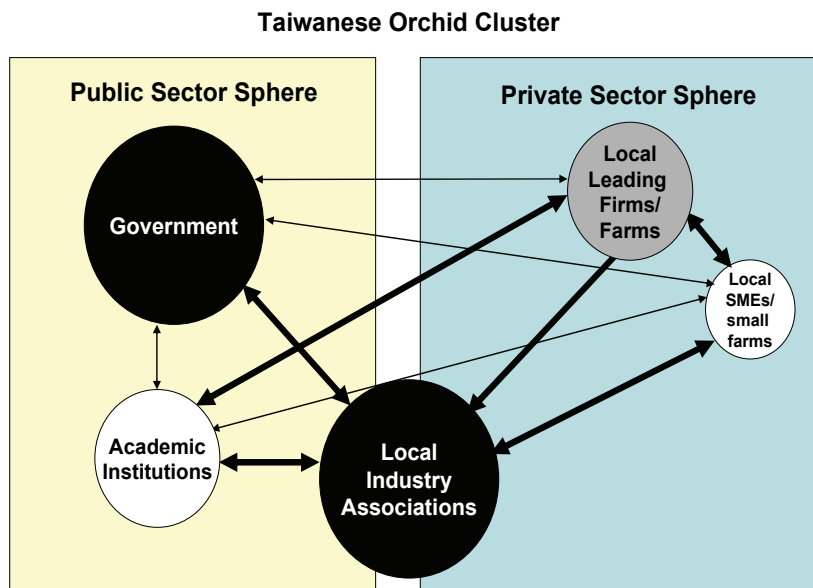 Taiwanese Orchid Cluster
Public Sector Sphere
Private Sector Sphere
Government
Local
Leading
Firms/
Farms
Local
SMEs/
small
farms
Academic
Institutions
Local
Industry
Associations